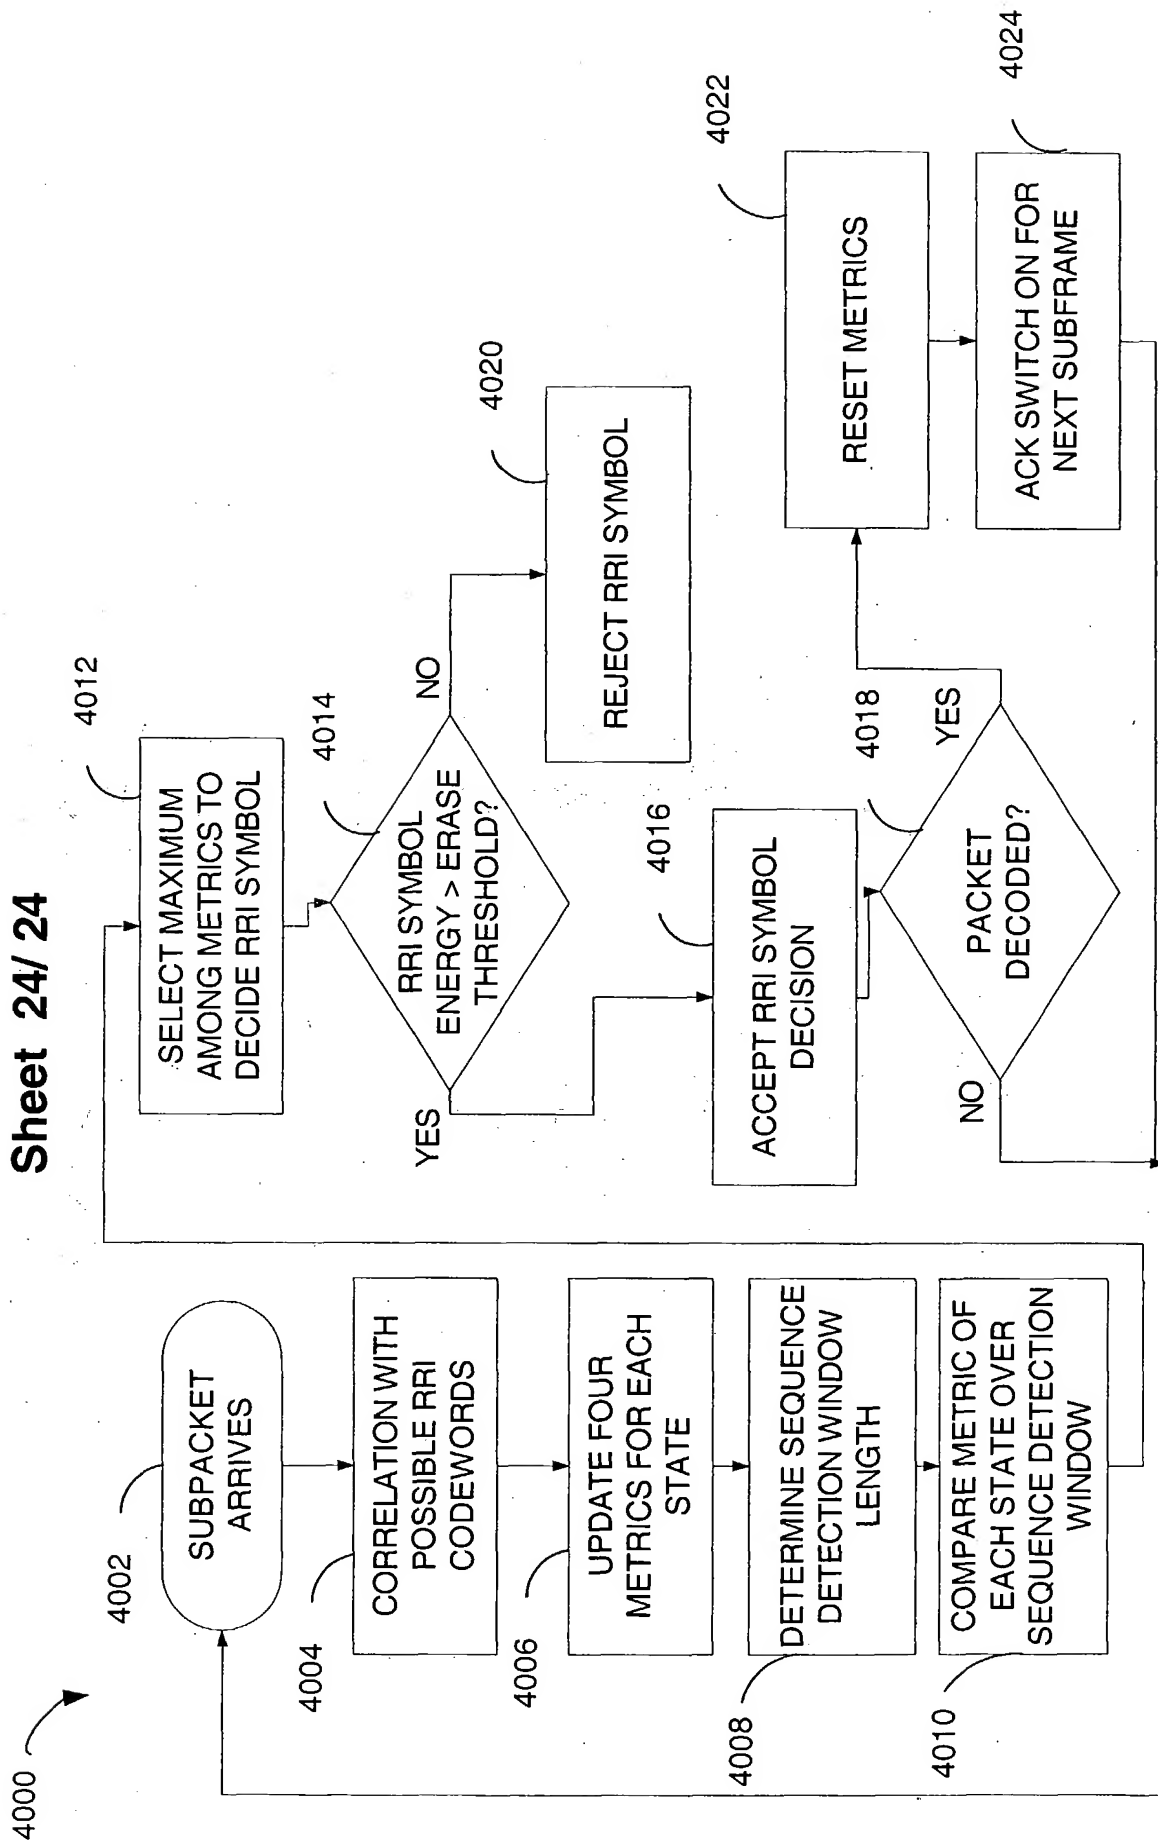 Sheet 24/ 24
4000
4002
SUBPACKET
ARRIVES
4004
CORRELATION WITH
POSSIBLE RRI
CODEWORDS
4006
UPDATE FOUR
METRICS FOR EACH
STATE
4008
DETERMINE SEQUENCE
DETECTION WINDOW
LENGTH
4010
COMPARE METRIC OF
EACH STATE OVER
SEQUENCE DETECTION
WINDOW
4012
SELECT MAXIMUM
AMONG METRICS TO
DECIDE RRI SYMBOL
4014
RRI SYMBOL
ENERGY > ERASE
THRESHOLD?
YES
NO
4016
ACCEPT RRI SYMBOL
DECISION
4018
PACKET
DECODED?
NO
YES
4020
REJECT RRI SYMBOL
4022
RESET METRICS
4024
ACK SWITCH ON FOR
NEXT SUBFRAME